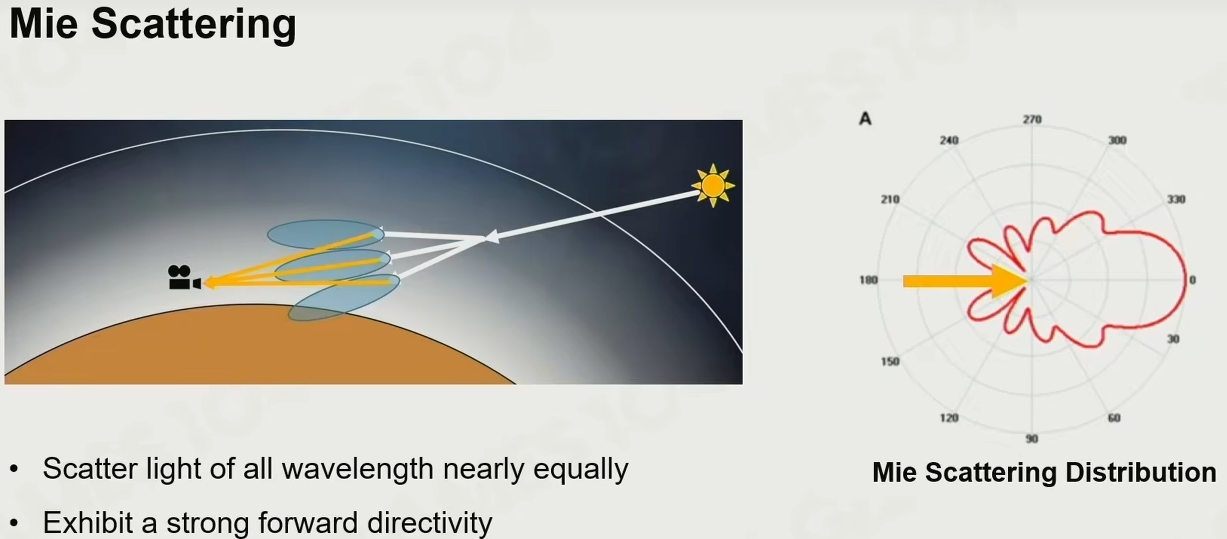 Mie Scattering
A
270
240
300
210
330
180
0
150
30
120
60
90
• Scatter light of all wavelength nearly equally
Mie Scattering Distribution
• Exhibit a strong forward directivity